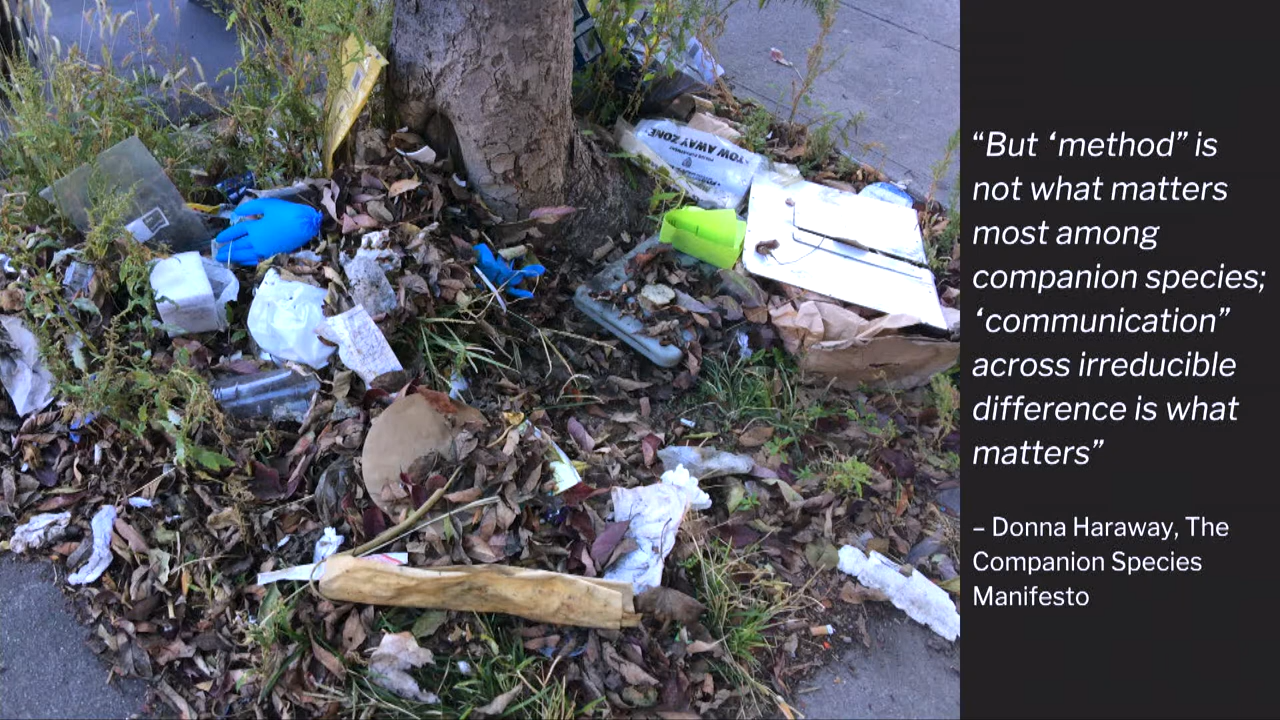 TOW AWAY ZONE
“But ‘method” is
not what matters
most among
companion species;
‘communication”
across irreducible
difference is what
matters”
– Donna Haraway, The
Companion Species
Manifesto